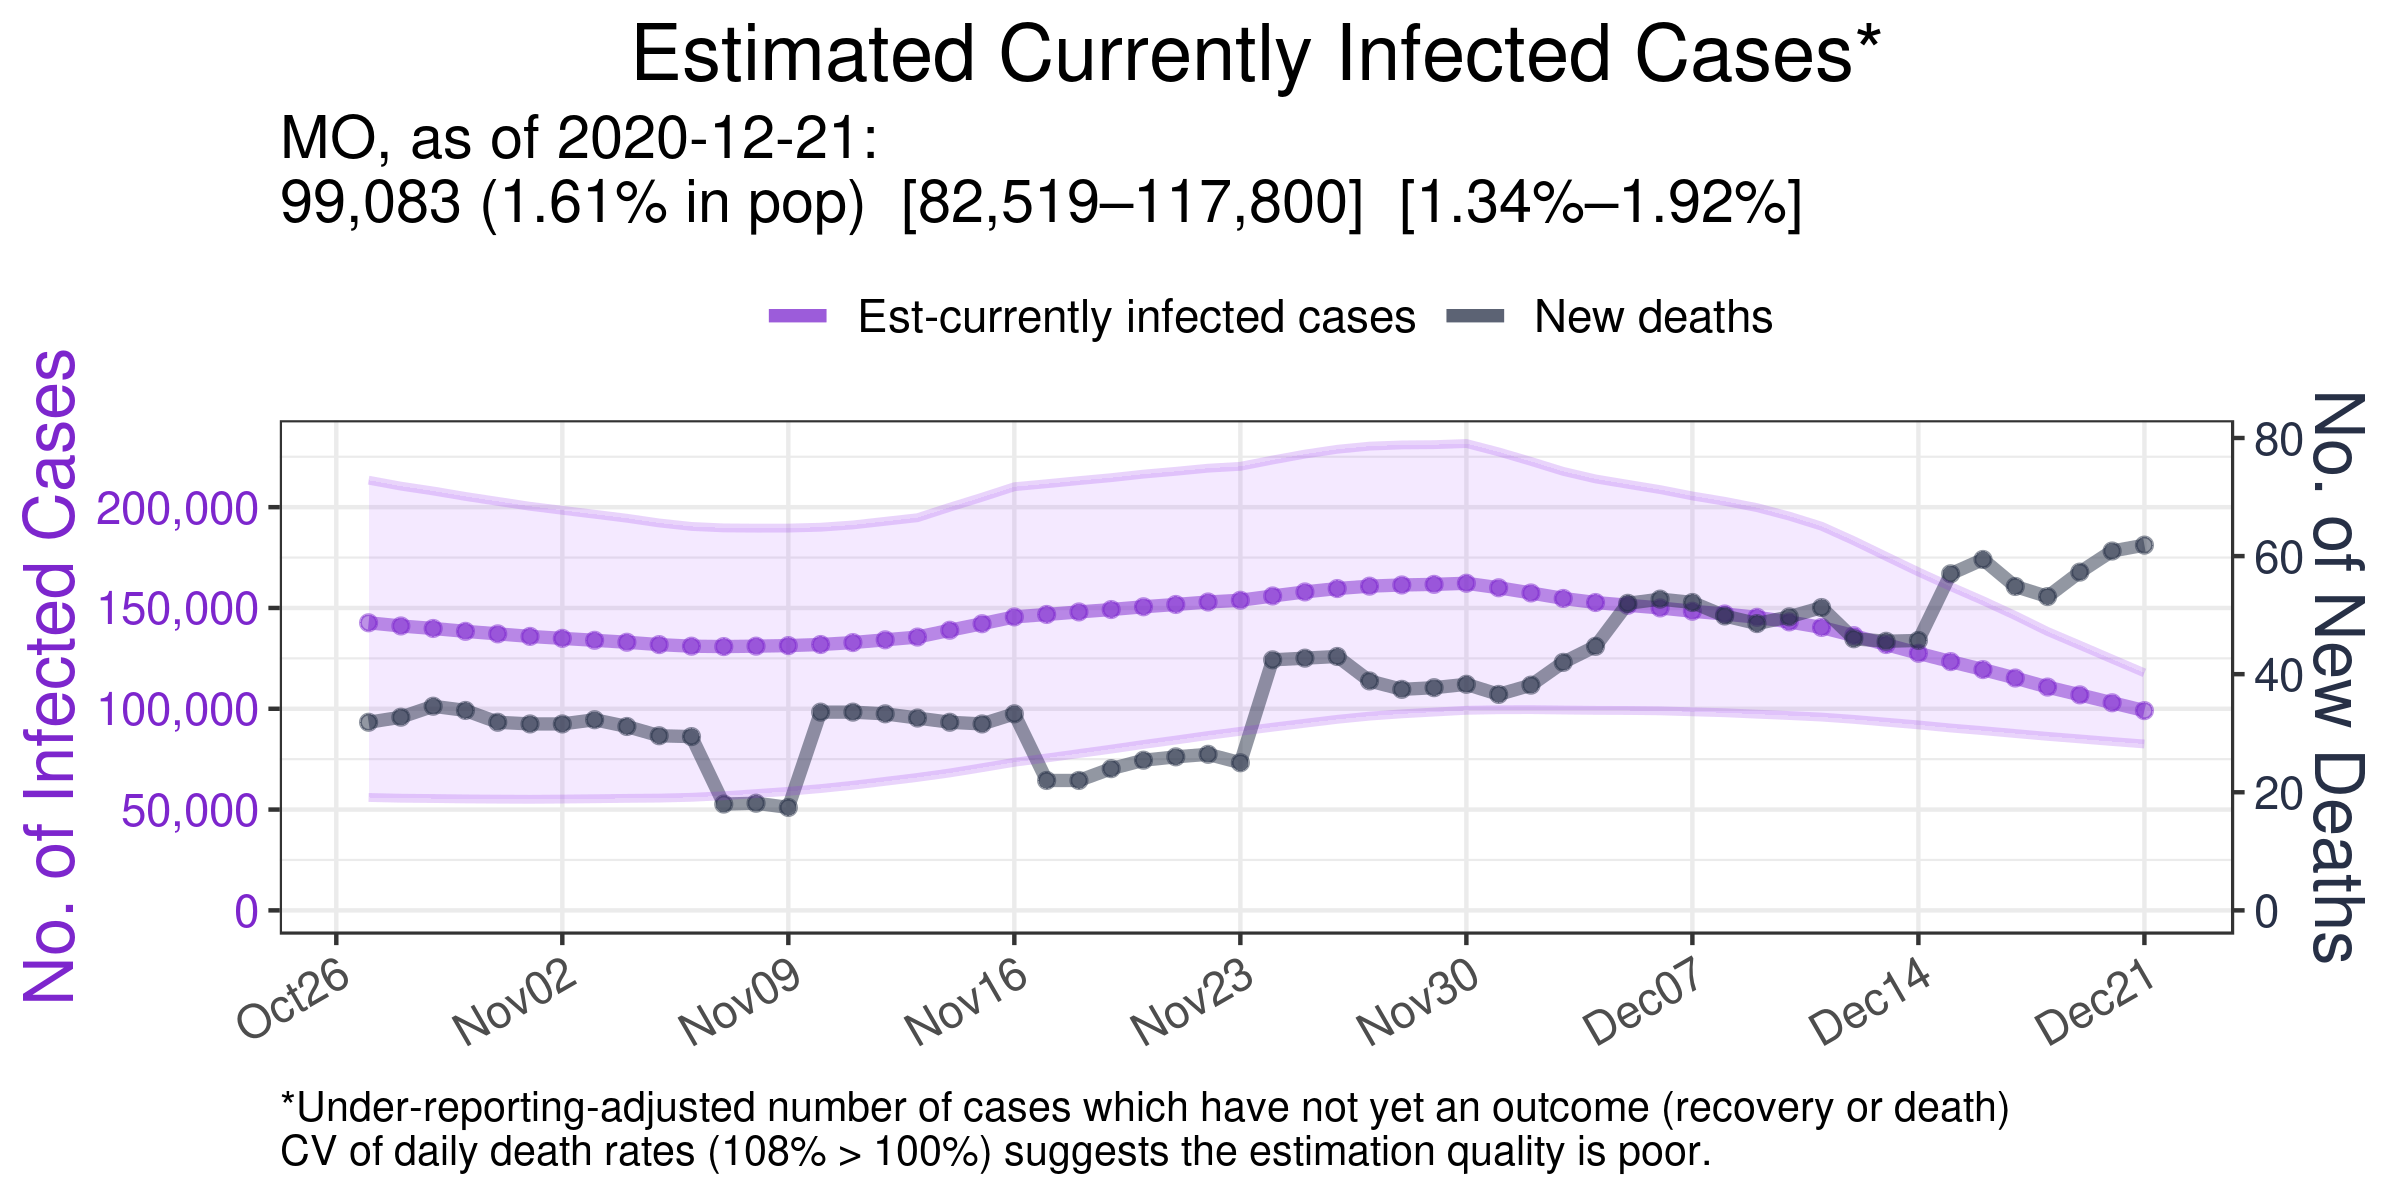 Estimated Currently Infected Cases*
MO, as of 2020-12-21:
99,083 (1.61% in pop)  [82,519–117,800]  [1.34%–1.92%]
Est-currently infected cases
New deaths
No. of Infected Cases
200,000
150,000
100,000
50,000
0
80
60
40
20
0
No. of New Deaths
Oct26
Nov02
Nov09
Nov16
Nov23
Nov30
Dec07
Dec14
Dec21
*Under-reporting-adjusted number of cases which have not yet an outcome (recovery or death)
CV of daily death rates (108% > 100%) suggests the estimation quality is poor.